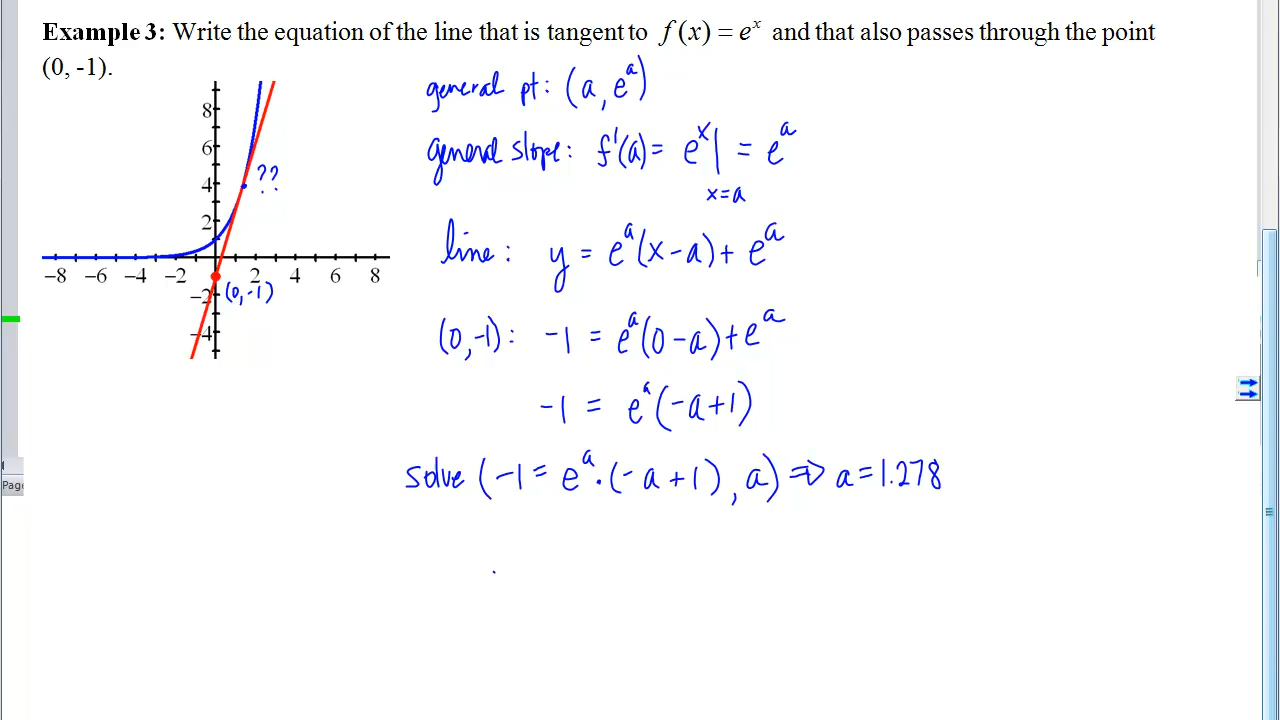 Example 3: Write the equation of the line that is tangent to f(x) = e^x and that also passes through the point
(0, -1).
general pt: (a, e^a)
general slope: f'(a) = e^x| = e^a
x=a
line: y = e^a(x-a) + e^a
(0,-1): -1 = e^a(0-a)+e^a
-1 = e^a(-a+1)
solve (-1 = e^a · (-a+1), a) ⇒ a = 1.278
8
6
??
4
2
-8 -6 -4 -2 2 4 6 8
-2 (0,-1)
-4
Page